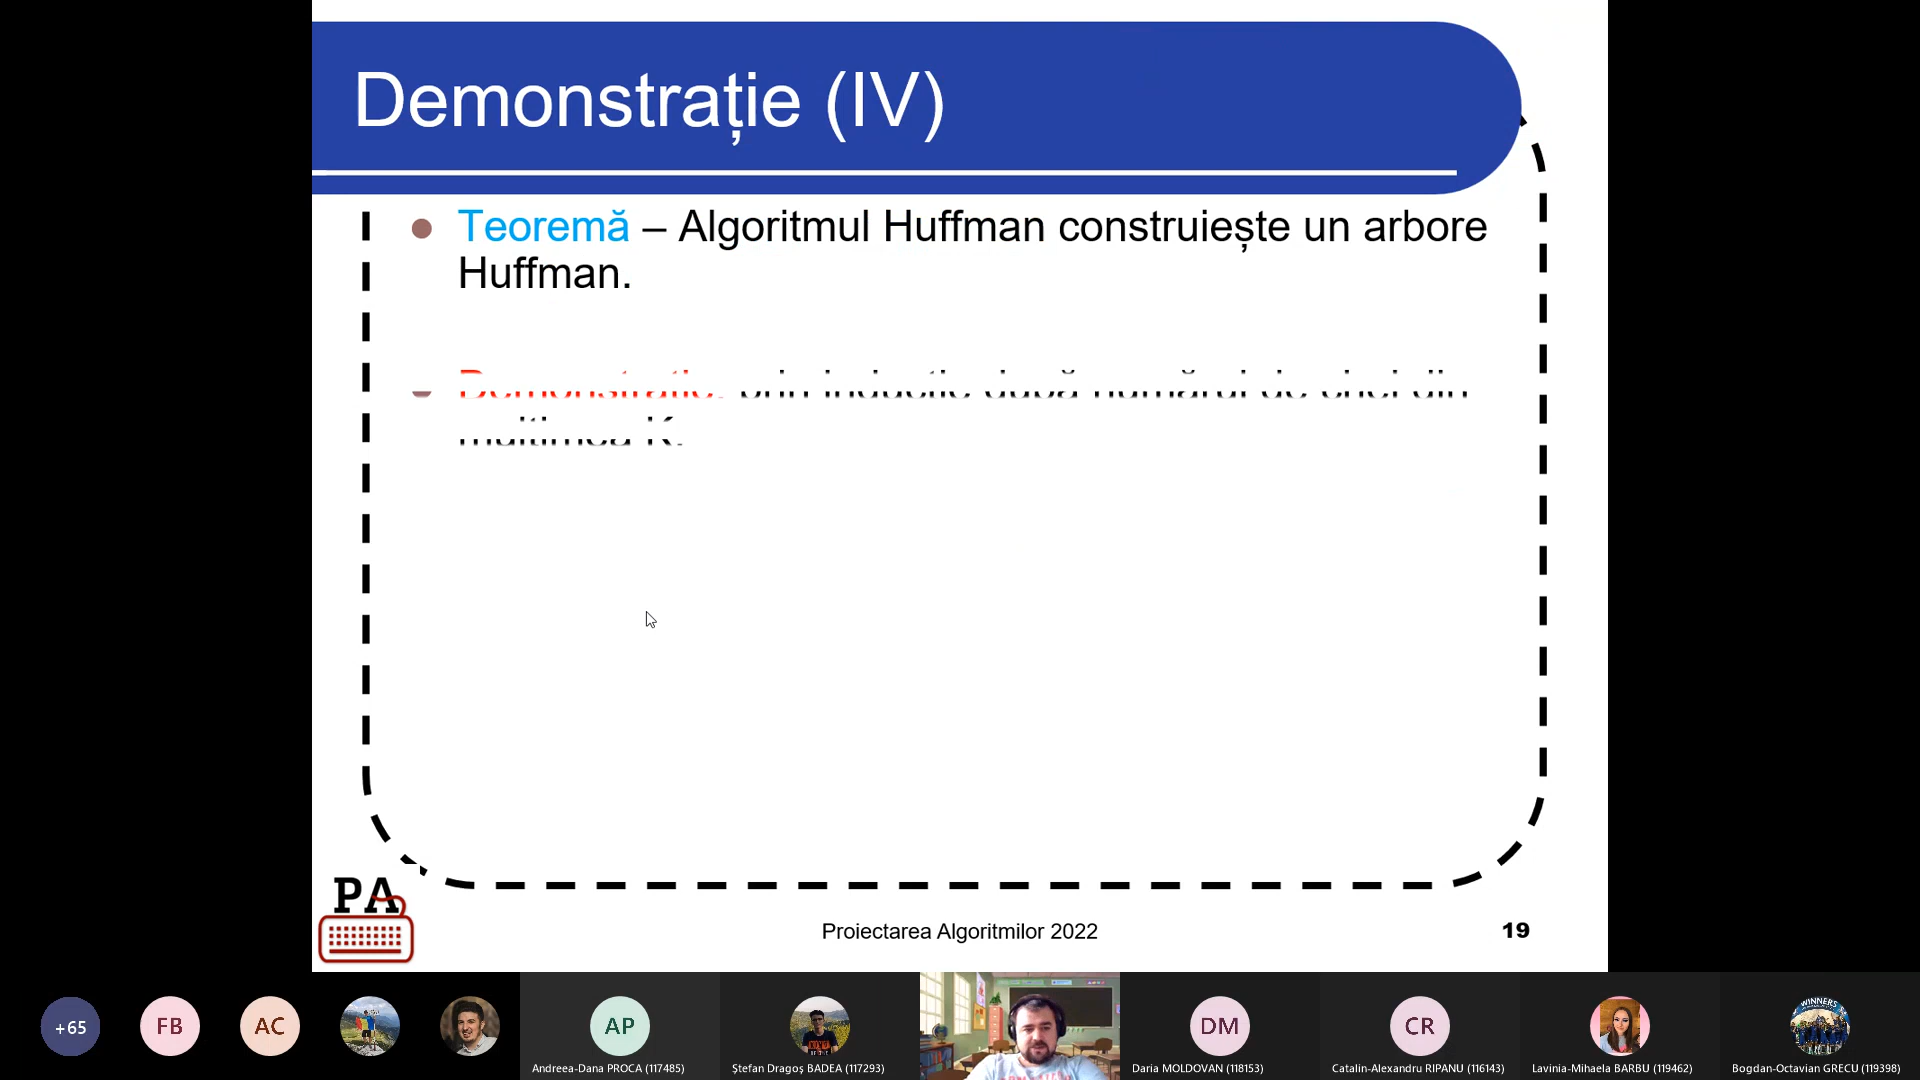 Demonstrație (IV)
Teoremă – Algoritmul Huffman construiește un arbore
Huffman.
Demonstrație: prin inducție după numărul de chei din
mulțimea K.
PA
Proiectarea Algoritmilor 2022
19
+65
FB
AC
AP
DM
CR
WINNERS
Andreea-Dana PROCA (117485)
Ștefan Dragoș BADEA (117293)
Daria MOLDOVAN (118153)
Catalin-Alexandru RIPANU (116143)
Lavinia-Mihaela BARBU (119462)
Bogdan-Octavian GRECU (119398)